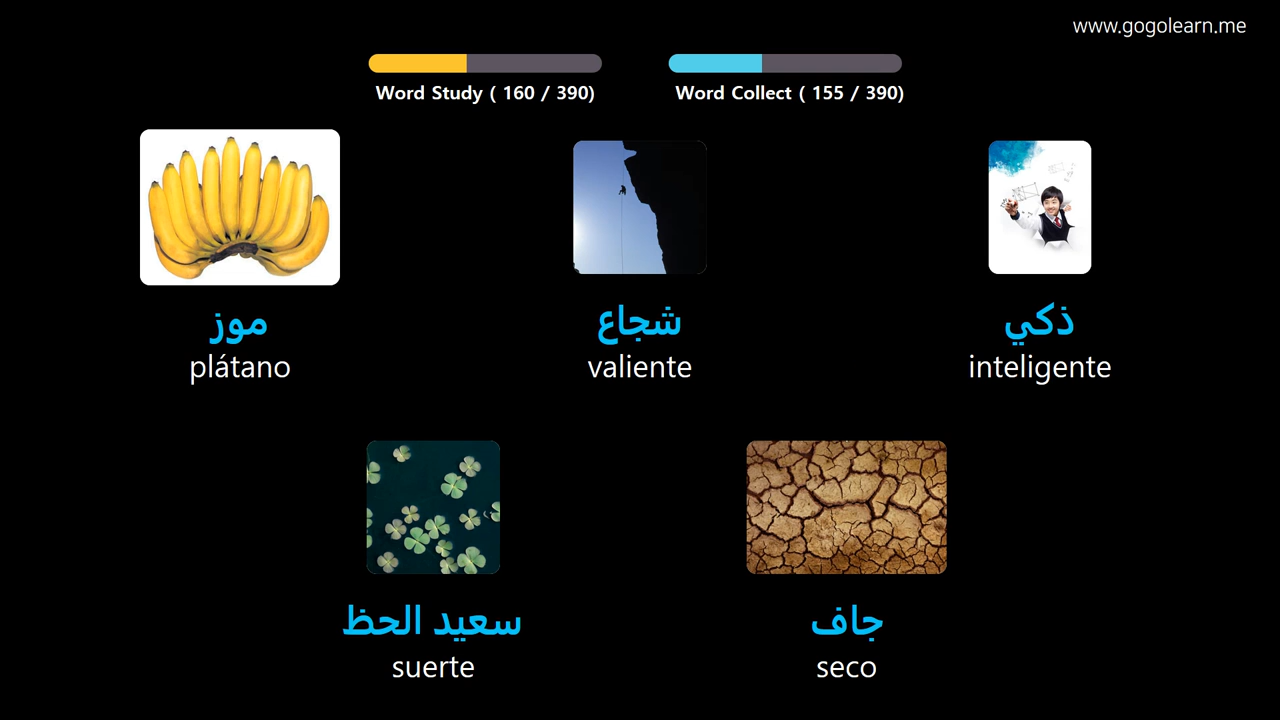 www.gogolearn.me
Word Study ( 160 / 390)
Word Collect ( 155 / 390)
موز
plátano
شجاع
valiente
ذكي
inteligente
سعيد الحظ
suerte
جاف
seco